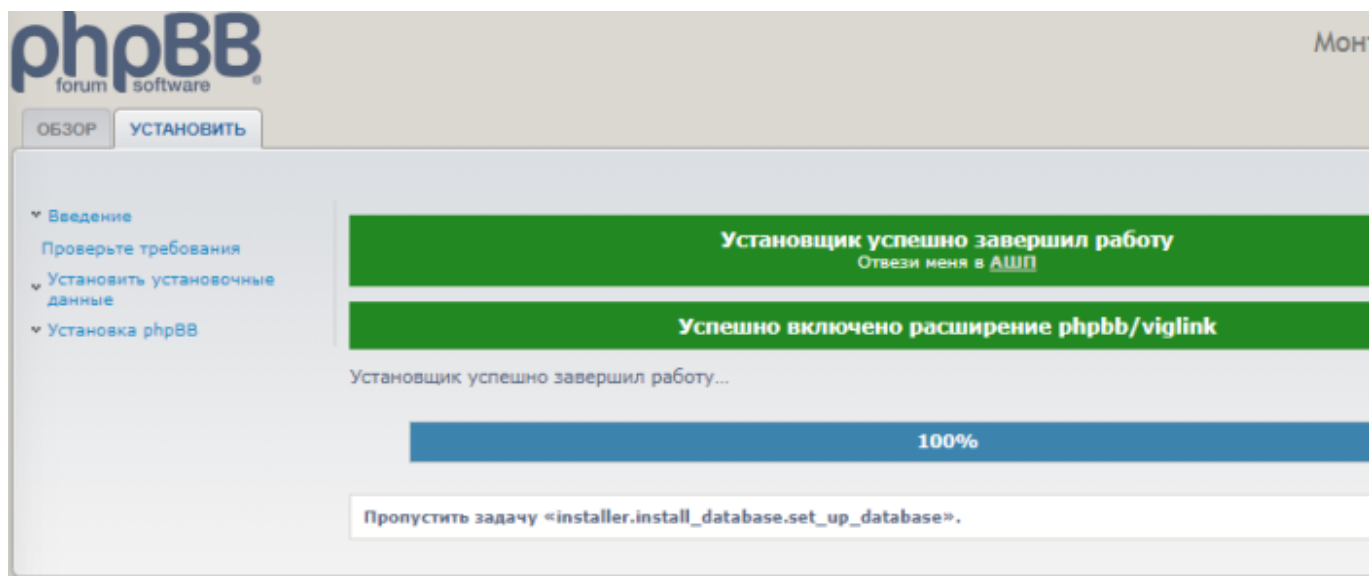 phpBB
forum software
Монт
ОБЗОР УСТАНОВИТЬ
Введение
Проверьте требования
Установить установочные
данные
Установка phpBB
Установщик успешно завершил работу
Отвези меня в АШП
Успешно включено расширение phpbb/viglink
Установщик успешно завершил работу...
100%
Пропустить задачу «installer.install_database.set_up_database».